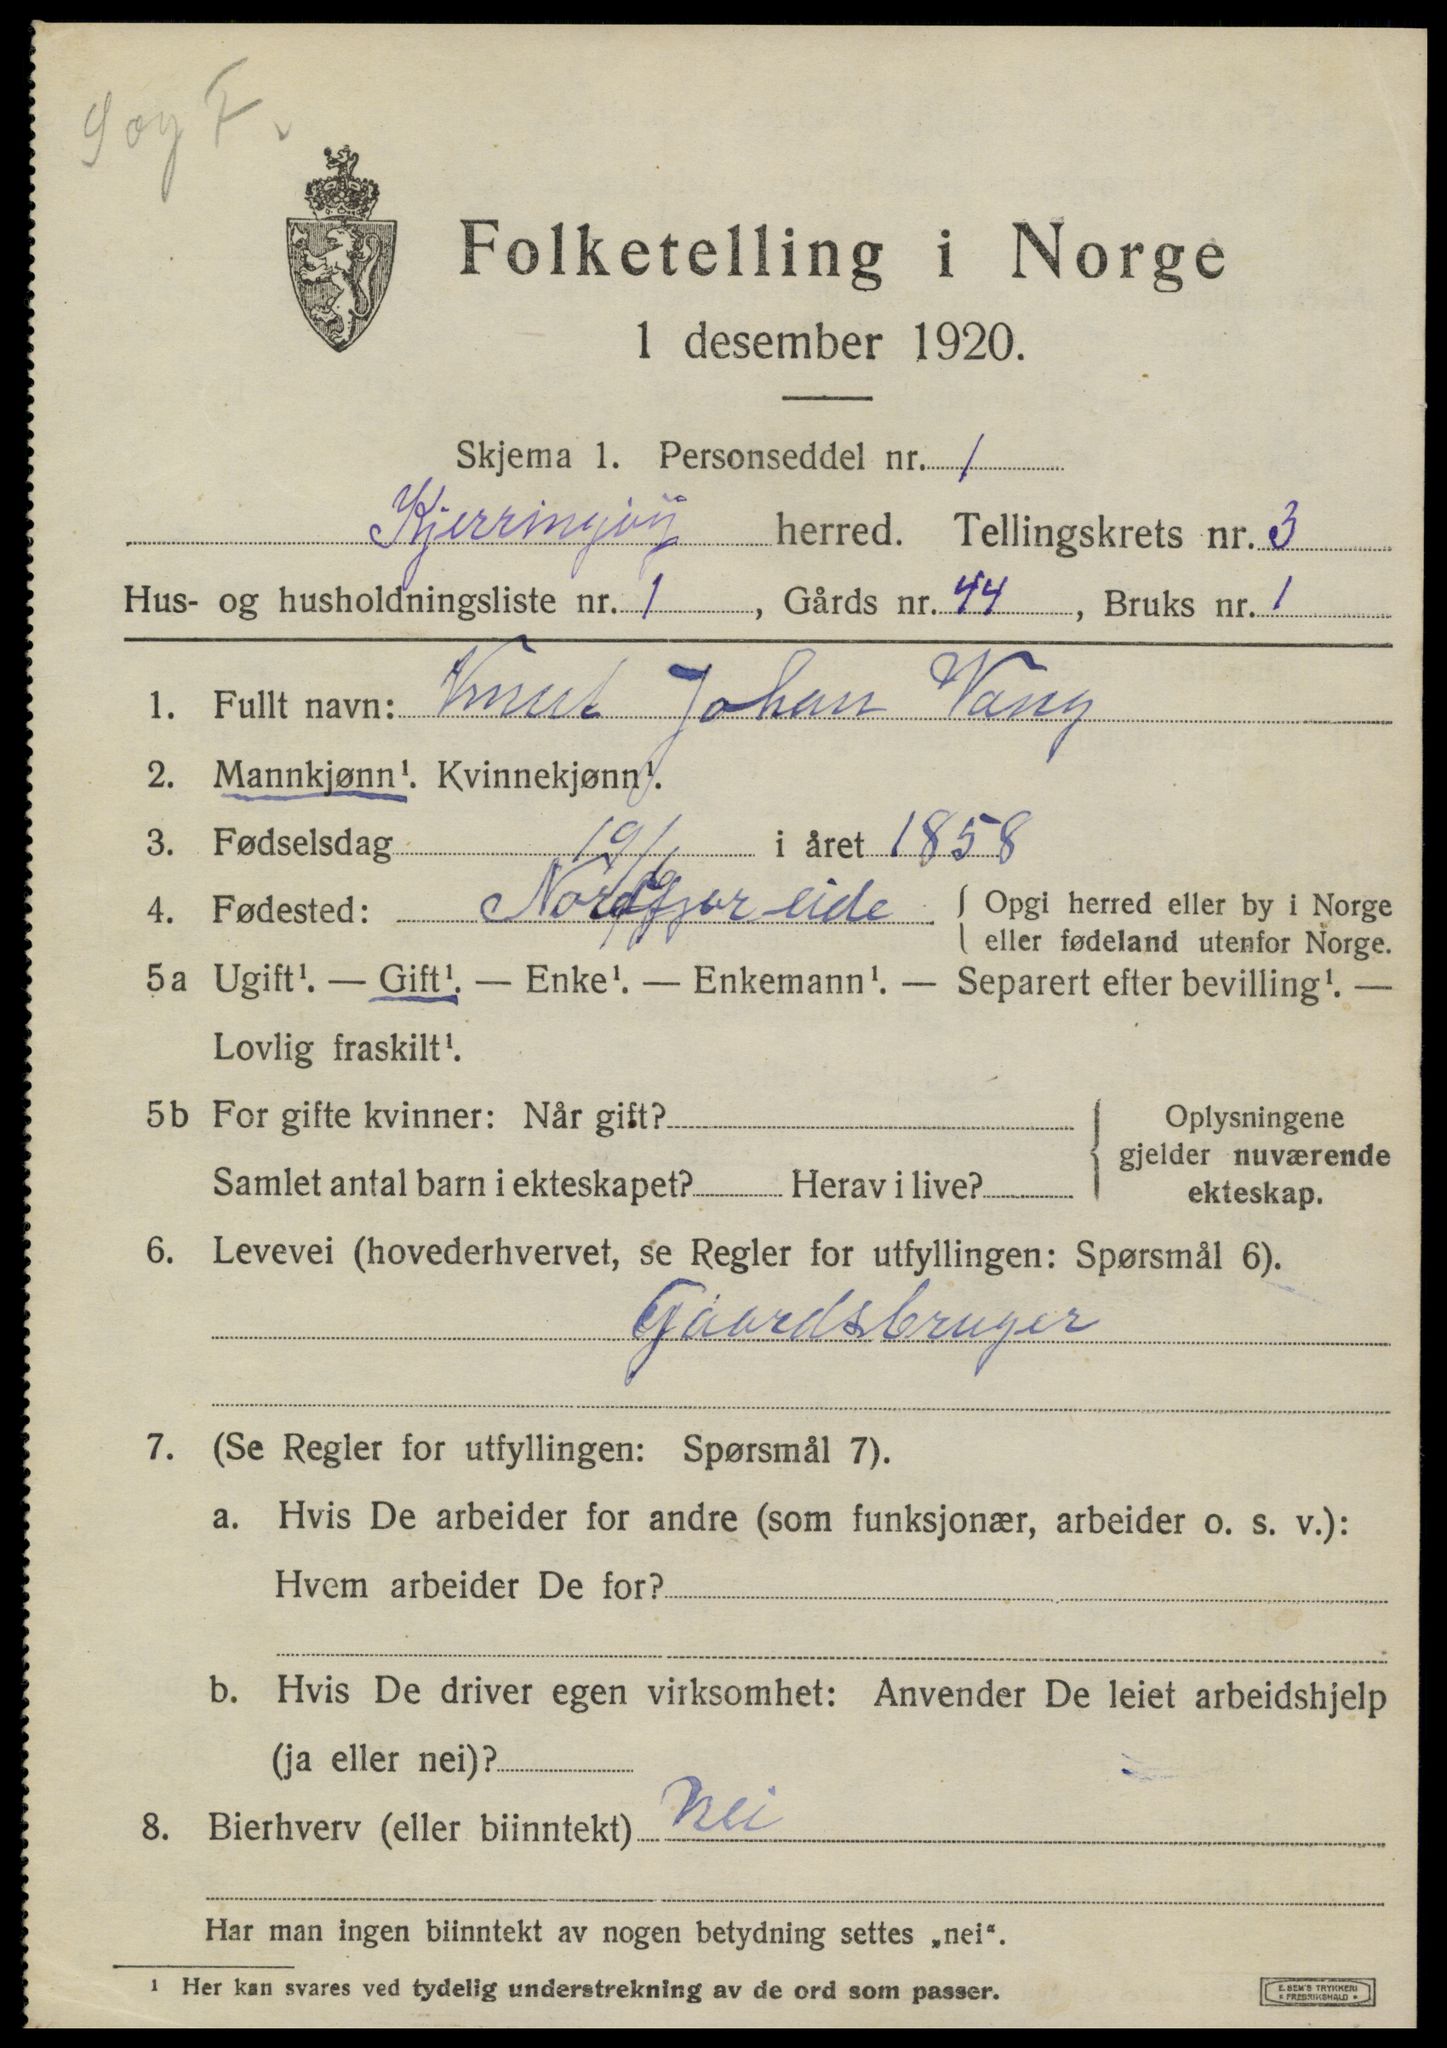 S og F.
Folketelling i Norge
1 desember 1920.
Skjema 1. Personseddel nr. 1
Kjerringöy herred. Tellingskrets nr. 3
Hus- og husholdningsliste nr. 1, Gårds nr. 44, Bruks nr. 1
1. Fullt navn: Knut Johan Vang
2. Mannkjønn¹. Kvinnekjønn¹.
3. Fødselsdag 19/ i året 1858
4. Fødested: Nordfjoreide { Opgi herred eller by i Norge
eller fødeland utenfor Norge.
5a Ugift¹. — Gift¹. — Enke¹. — Enkemann¹. — Separert efter bevilling¹. —
Lovlig fraskilt¹.
5b For gifte kvinner: Når gift? { Oplysningene
gjelder nuværende
Samlet antal barn i ekteskapet? Herav i live? ekteskap.
6. Levevei (hovederhvervet, se Regler for utfyllingen: Spørsmål 6).
Gaardsbruger
7. (Se Regler for utfyllingen: Spørsmål 7).
a. Hvis De arbeider for andre (som funksjonær, arbeider o. s. v.):
Hvem arbeider De for?
b. Hvis De driver egen virksomhet: Anvender De leiet arbeidshjelp
(ja eller nei)?
8. Bierhverv (eller biinntekt) Nei
Har man ingen biinntekt av nogen betydning settes „nei“.
¹ Her kan svares ved tydelig understrekning av de ord som passer.
E. SEM'S TRYKKERI
FREDRIKSHALD